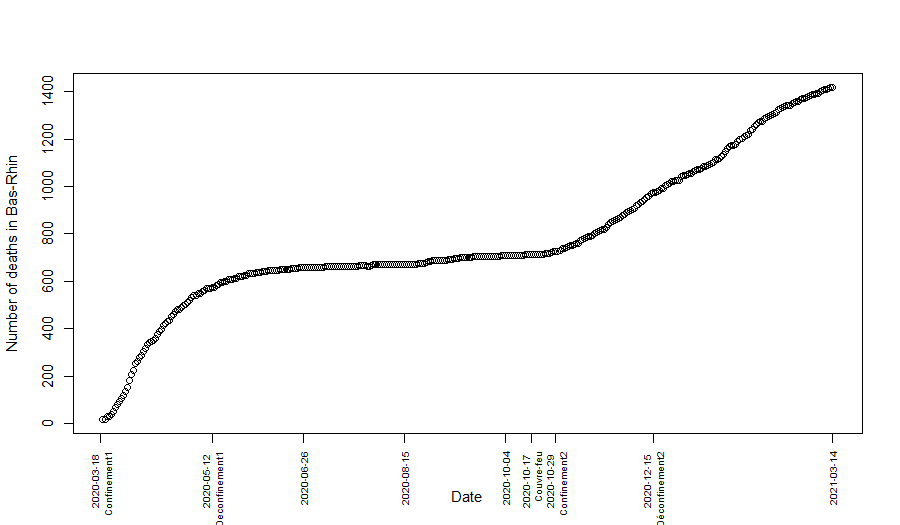 Number of deaths in Bas-Rhin
1400
1200
1000
800
600
400
200
0
2020-03-18
Confinement1
2020-05-12
Deconfinement1
2020-06-26
2020-08-15
2020-10-04
2020-10-17
Couvre-feu
2020-10-29
Confinement2
2020-12-15
Déconfinement2
2021-03-14
Date